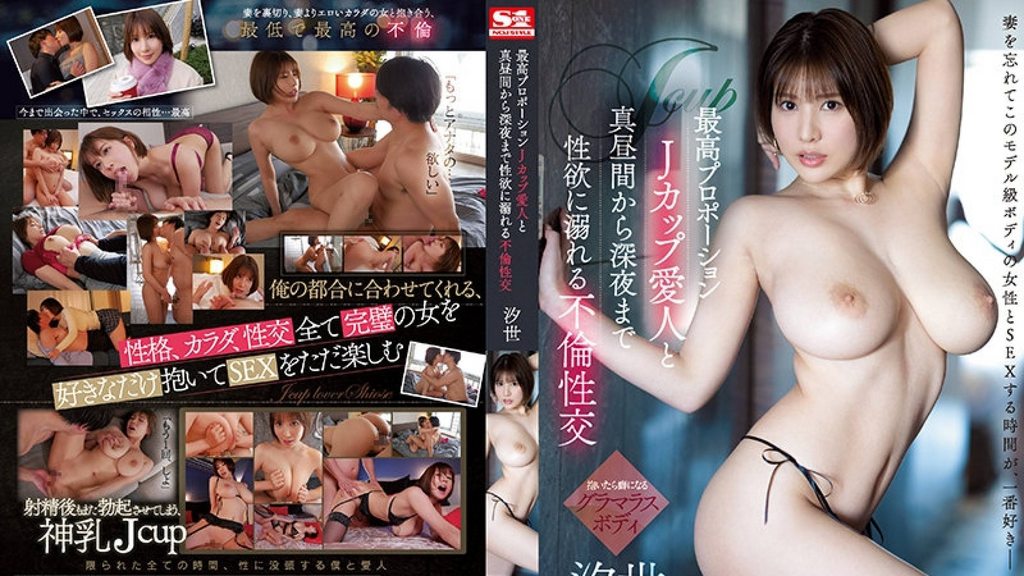 妻を裏切り、妻よりエロいカラダの女と抱き合う、
最低で最高の不倫
今まで出会った中で、セックスの相性…最高
「もっとアナタの…
欲しい」
俺の都合に合わせてくれる、
性格、カラダ、性交 全て完璧の女を
好きなだけ抱いてSEXをただ楽しむ
Jcup lover Shiose
「もう一回、しよ」
射精後もまた勃起させてしまう、
神乳Jcup
限られた全ての時間、性に没頭する僕と愛人
S
ONE
NO.1 STYLE
最高プロポーション Jカップ愛人と
真昼間から深夜まで性欲に溺れる不倫性交
汐世
Jcup
最高プロポーション
Jカップ愛人と
真昼間から深夜まで
性欲に溺れる不倫性交
抱いたら癖になる
グラマラス
ボディ
汐世
妻を忘れてこのモデル級ボディの女性とSEXする時間が、一番好き―